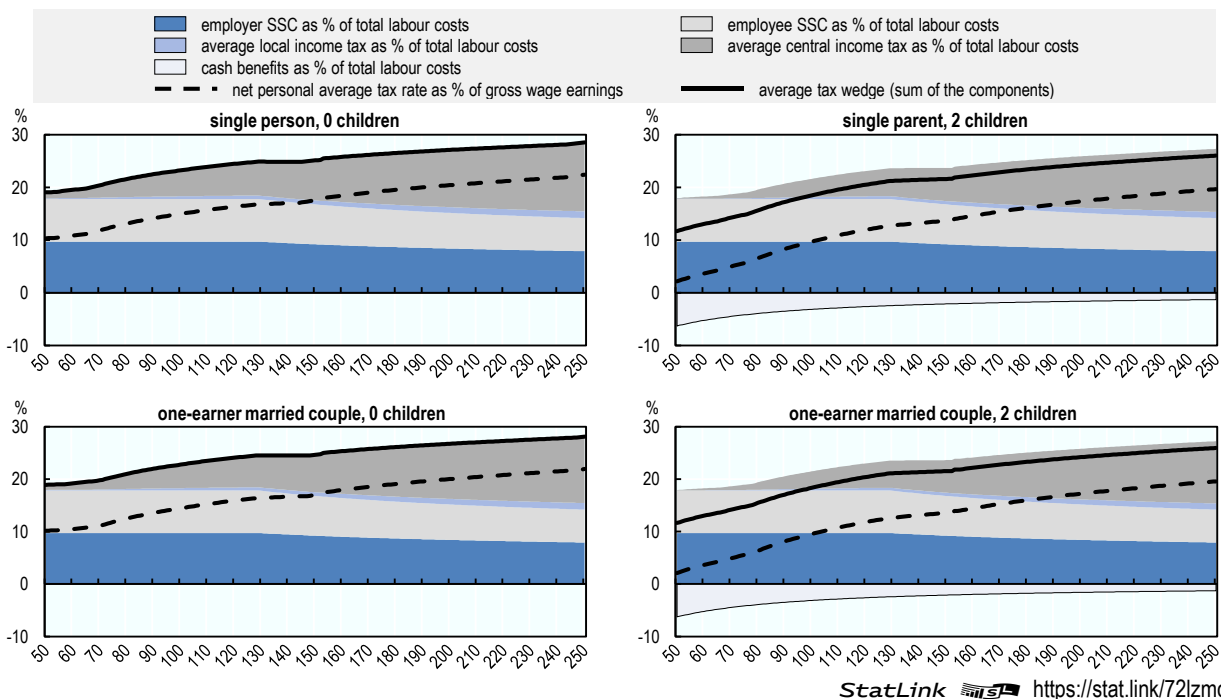 employer SSC as % of total labour costs
employee SSC as % of total labour costs
average local income tax as % of total labour costs
average central income tax as % of total labour costs
cash benefits as % of total labour costs
net personal average tax rate as % of gross wage earnings
average tax wedge (sum of the components)
%
single person, 0 children
30
20
10
0
-10
50 60 70 80 90 100 110 120 130 140 150 160 170 180 190 200 210 220 230 240 250
%
single parent, 2 children
30
20
10
0
-10
50 60 70 80 90 100 110 120 130 140 150 160 170 180 190 200 210 220 230 240 250
%
one-earner married couple, 0 children
30
20
10
0
-10
50 60 70 80 90 100 110 120 130 140 150 160 170 180 190 200 210 220 230 240 250
%
one-earner married couple, 2 children
30
20
10
0
-10
50 60 70 80 90 100 110 120 130 140 150 160 170 180 190 200 210 220 230 240 250
StatLink https://stat.link/72lzmo